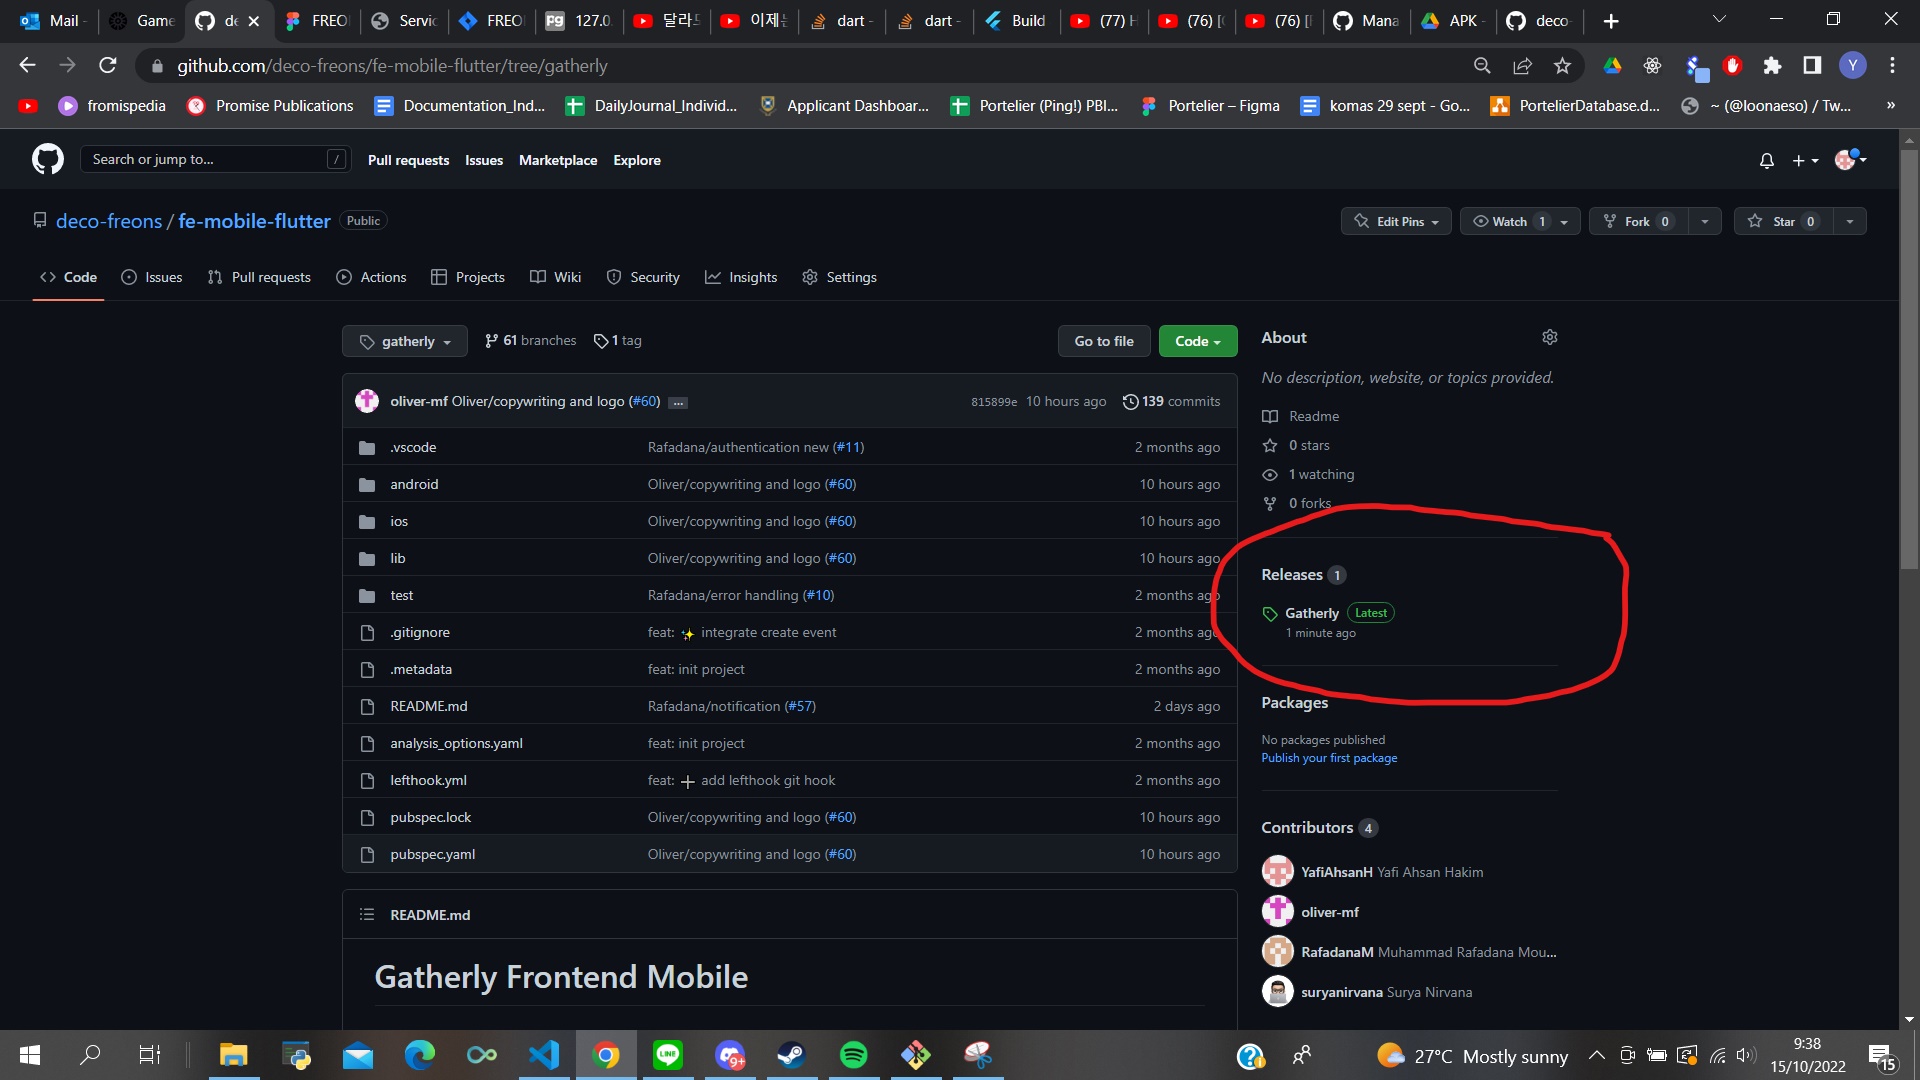 Mail -
Game
de
FREO
Servic
FREO
127.0.
달라드
(77) H
(76) [
(76) [
dart -
dart -
Build
Mana
APK -
deco-
github.com/deco-freons/fe-mobile-flutter/tree/gatherly
Y
fromispedia
Promise Publications
Documentation_Ind...
DailyJournal_Individ...
Applicant Dashboar...
Portelier (Ping!) PBI...
Portelier – Figma
komas 29 sept - Go...
PortelierDatabase.d...
~ (@loonaeso) / Tw...
»
Search or jump to...
/
Pull requests
Issues
Marketplace
Explore
deco-freons / fe-mobile-flutter
Public
Edit Pins
Watch 1
Fork 0
Star 0
Code
Issues
Pull requests
Actions
Projects
Wiki
Security
Insights
Settings
gatherly
61 branches
1 tag
Go to file
Code
oliver-mf Oliver/copywriting and logo (#60) ...
815899e 10 hours ago
139 commits
.vscode Rafadana/authentication new (#11) 2 months ago
android Oliver/copywriting and logo (#60) 10 hours ago
ios Oliver/copywriting and logo (#60) 10 hours ago
lib Oliver/copywriting and logo (#60) 10 hours ago
test Rafadana/error handling (#10) 2 months ago
.gitignore feat: ✨ integrate create event 2 months ago
.metadata feat: init project 2 months ago
README.md Rafadana/notification (#57) 2 days ago
analysis_options.yaml feat: init project 2 months ago
lefthook.yml feat: ➕ add lefthook git hook 2 months ago
pubspec.lock Oliver/copywriting and logo (#60) 10 hours ago
pubspec.yaml Oliver/copywriting and logo (#60) 10 hours ago
README.md
Gatherly Frontend Mobile
About
No description, website, or topics provided.
Readme
0 stars
1 watching
0 forks
Releases 1
Gatherly Latest
1 minute ago
Packages
No packages published
Publish your first package
Contributors 4
YafiAhsanH Yafi Ahsan Hakim
oliver-mf
RafadanaM Muhammad Rafadana Mou...
suryanirvana Surya Nirvana
LINE
9+
27°C Mostly sunny
9:38
15/10/2022
15